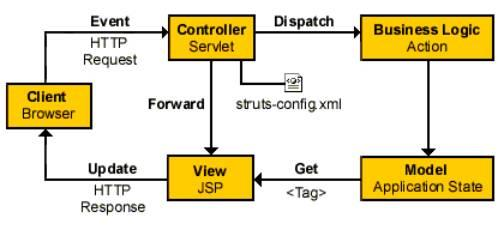 Event
HTTP
Request
Controller
Servlet
Dispatch
Business Logic
Action
Client
Browser
Forward
struts-config.xml
Update
HTTP
Response
View
JSP
Get
<Tag>
Model
Application State